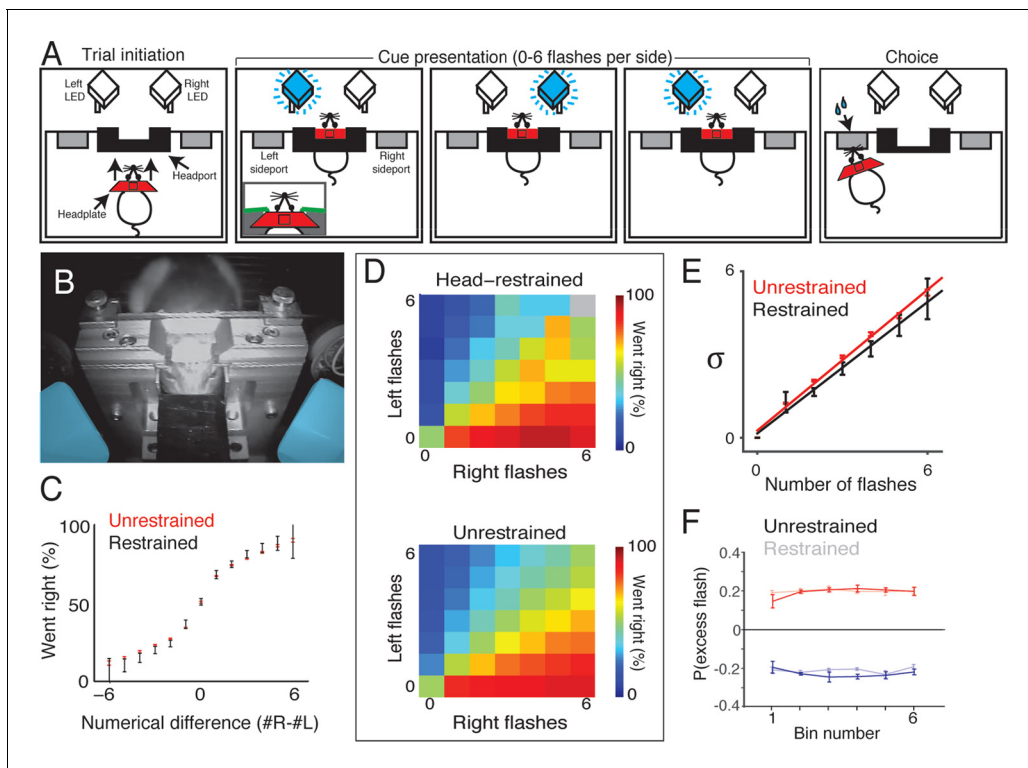 A
Trial initiation
Cue presentation (0-6 flashes per side)
Choice
Left
LED
Right
LED
Headport
Headplate
Left
sideport
Right
sideport
B
C
100
Unrestrained
Restrained
Went right (%)
50
0
−6
0
6
Numerical difference (#R-#L)
D
Head−restrained
6
Left flashes
0
0
6
Right flashes
100
Went right (%)
0
Unrestrained
6
Left flashes
0
0
6
Right flashes
100
Went right (%)
0
E
6
Unrestrained
Restrained
σ
0
0
6
Number of flashes
F
Unrestrained
Restrained
0.4
0.2
0
-0.2
-0.4
P(excess flash)
1
6
Bin number